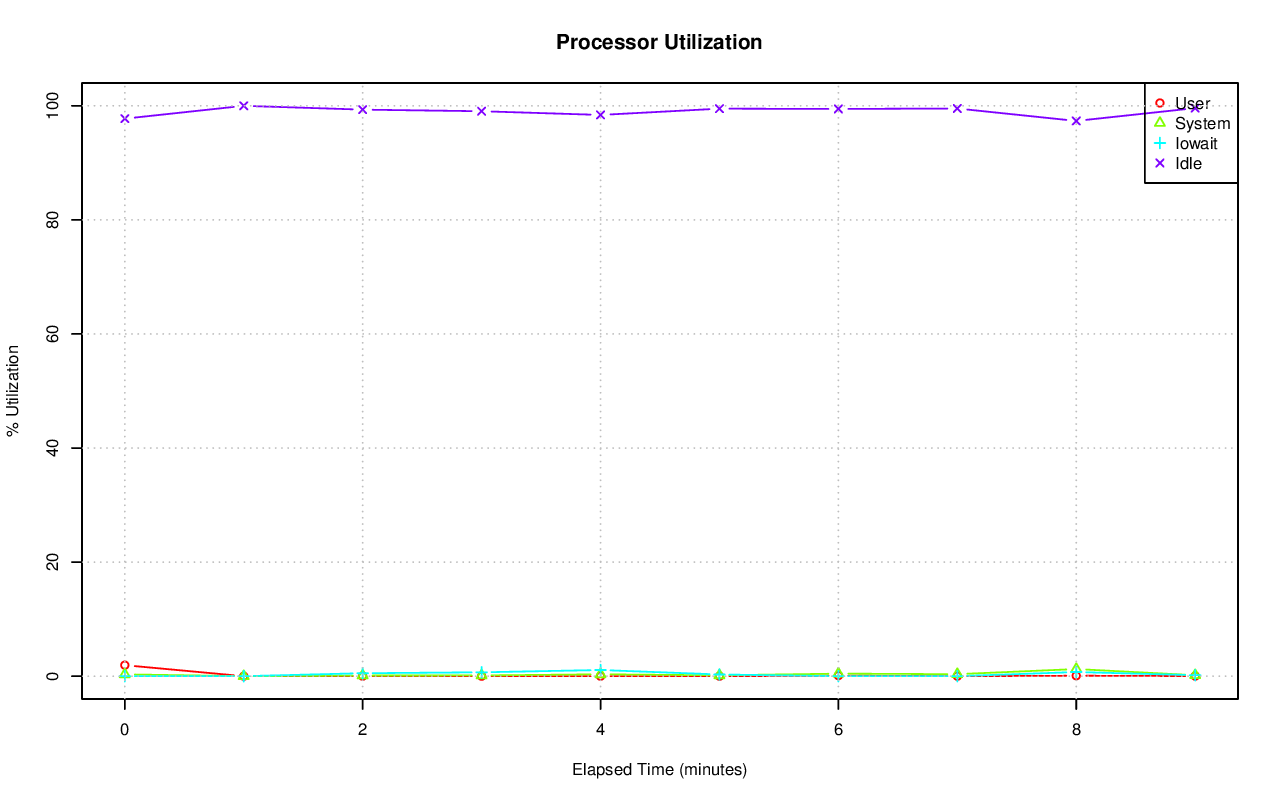 Processor Utilization
% Utilization
100
80
60
40
20
0
User
System
Iowait
Idle
0 2 4 6 8
Elapsed Time (minutes)